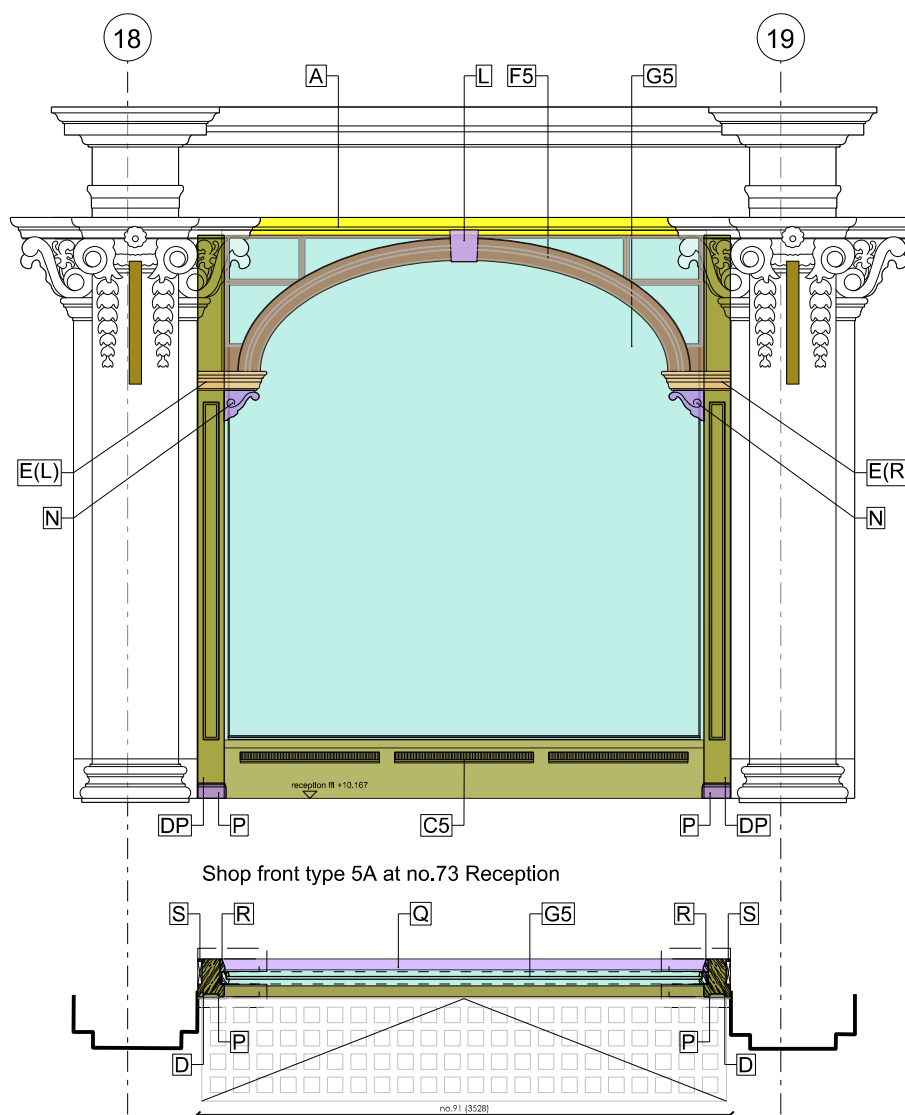 18
19
A
L
F5
G5
E(L)
E(R
N
N
reception ffl +10.167
DP
P
C5
P
DP
Shop front type 5A at no.73 Reception
S
R
Q
G5
R
S
P
P
D
D
no.91 (3528)